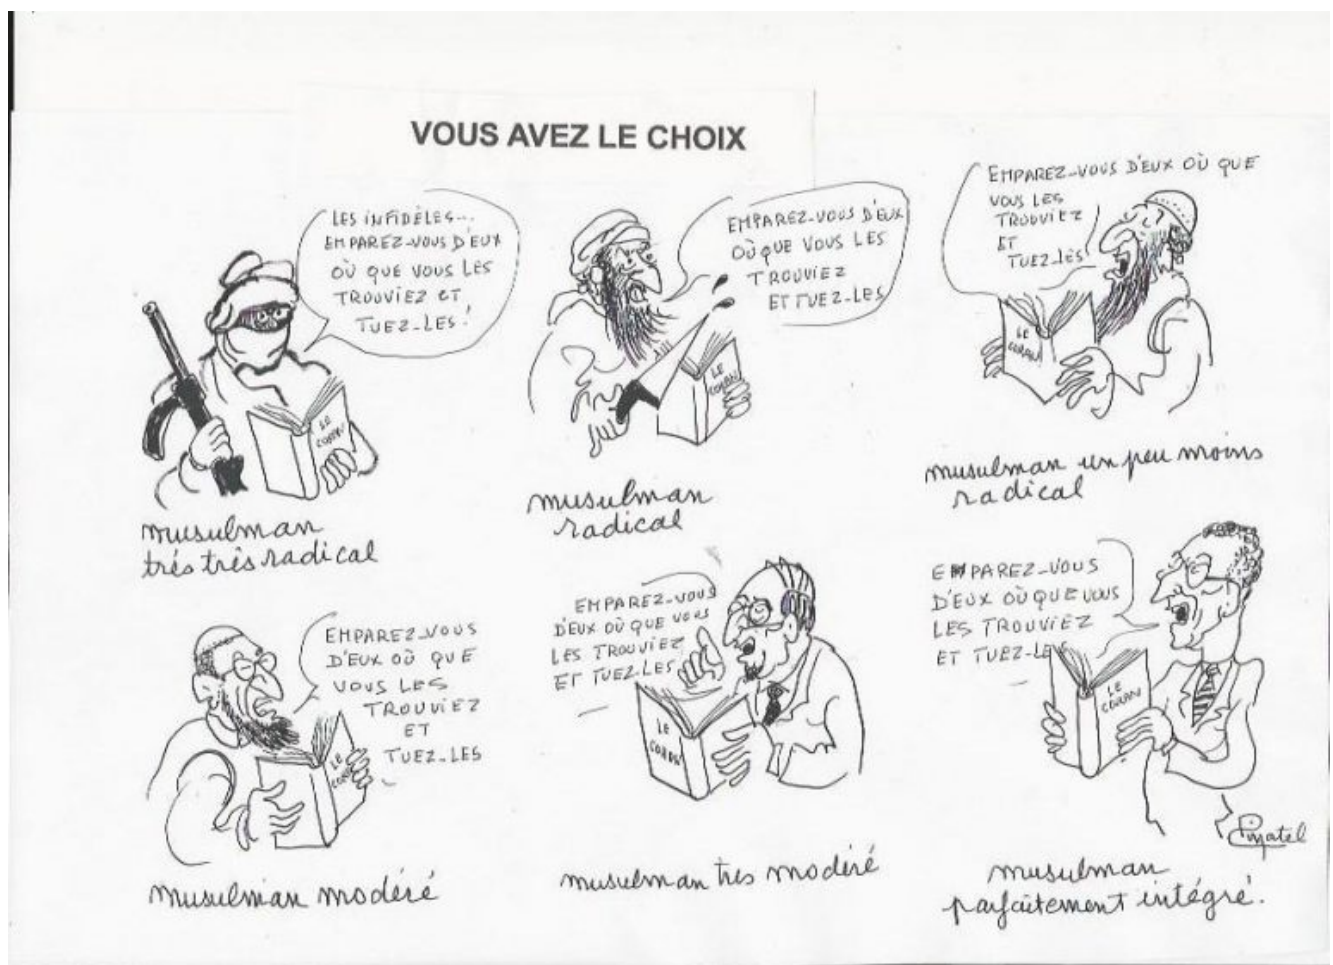 VOUS AVEZ LE CHOIX
LES INFIDÈLES...
EMPAREZ-VOUS D'EUX
OÙ QUE VOUS LES
TROUVIEZ ET
TUEZ-LES!
LE
CORAN
musulman
très très radical
EMPAREZ-VOUS D'EUX
OÙ QUE VOUS LES
TROUVIEZ
ET TUEZ-LES
LE
CORAN
musulman
radical
EMPAREZ-VOUS D'EUX OÙ QUE
VOUS LES
TROUVIEZ
ET
TUEZ-LES
LE
CORAN
musulman un peu moins
radical
EMPAREZ-VOUS
D'EUX OÙ QUE
VOUS LES
TROUVIEZ
ET
TUEZ-LES
LE
CORAN
musulman modéré
EMPAREZ-VOUS
D'EUX OÙ QUE VOUS
LES TROUVIEZ
ET TUEZ-LES
LE
CORAN
musulman tres modéré
EMPAREZ-VOUS
D'EUX OÙ QUE VOUS
LES TROUVIEZ
ET TUEZ-LE
LE
CORAN
musulman
parfaitement intégré.